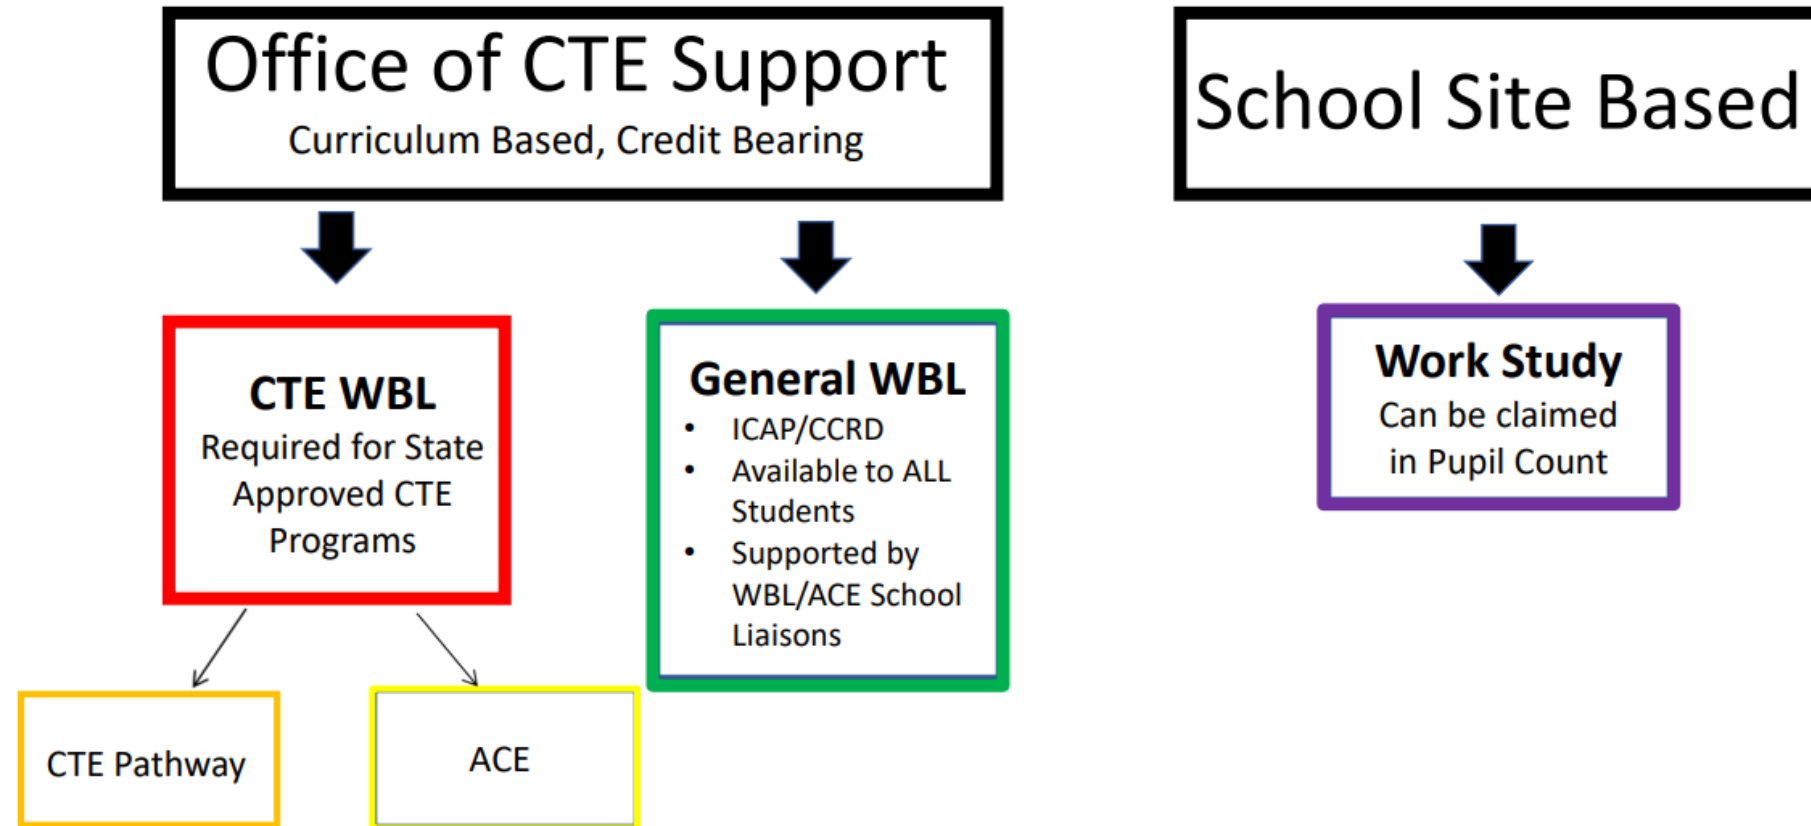 Office of CTE Support
Curriculum Based, Credit Bearing
School Site Based
CTE WBL
Required for State
Approved CTE
Programs
General WBL
• ICAP/CCRD
• Available to ALL
Students
• Supported by
WBL/ACE School
Liaisons
Work Study
Can be claimed
in Pupil Count
CTE Pathway
ACE